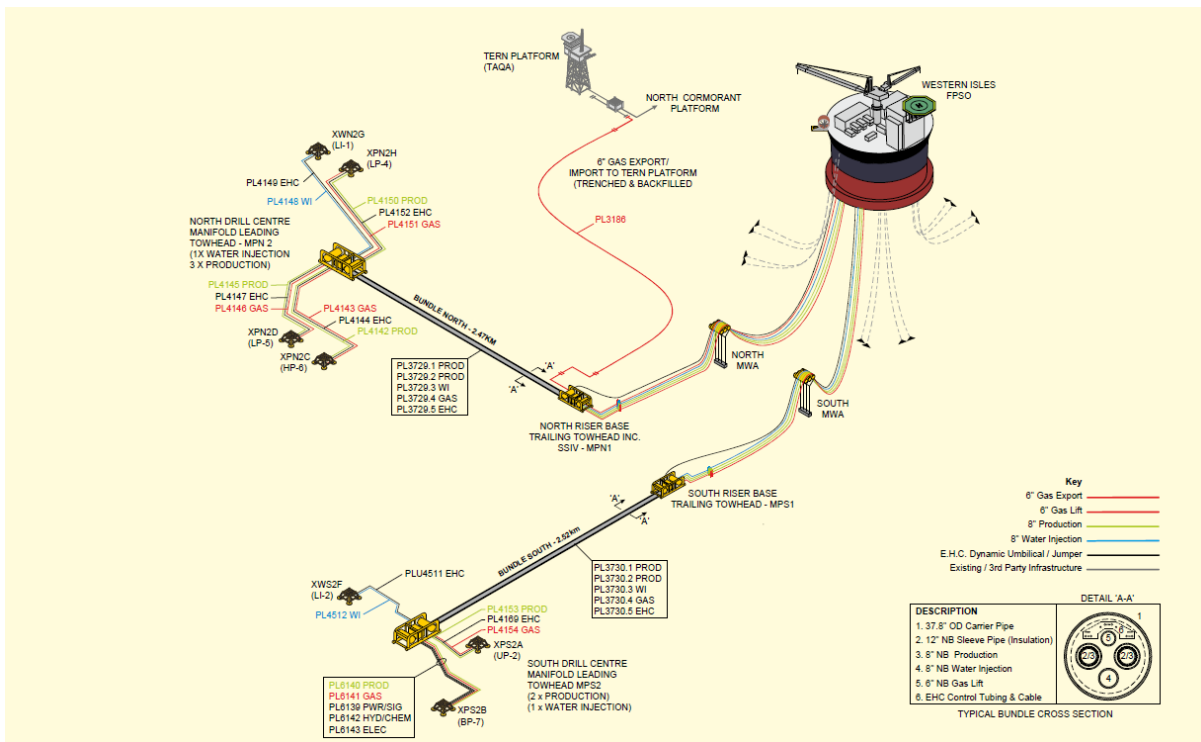 TERN PLATFORM
(TAQA)
NORTH CORMORANT
PLATFORM
WESTERN ISLES
FPSO
6" GAS EXPORT/
IMPORT TO TERN PLATFORM
(TRENCHED & BACKFILLED
PL3186
XWN2G
(LI-1)
XPN2H
(LP-4)
PL4149 EHC
PL4148 WI
PL4150 PROD
PL4152 EHC
PL4151 GAS
NORTH DRILL CENTRE
MANIFOLD LEADING
TOWHEAD - MPN 2
(1X WATER INJECTION
3 X PRODUCTION)
PL4145 PROD
PL4147 EHC
PL4146 GAS
PL4143 GAS
PL4144 EHC
PL4142 PROD
XPN2D
(LP-5)
XPN2C
(HP-6)
BUNDLE NORTH - 2.47KM
PL3729.1 PROD
PL3729.2 PROD
PL3729.3 WI
PL3729.4 GAS
PL3729.5 EHC
'A'
'A'
NORTH RISER BASE
TRAILING TOWHEAD INC.
SSIV - MPN1
NORTH
MWA
SOUTH
MWA
SOUTH RISER BASE
TRAILING TOWHEAD - MPS1
'A'
'A'
BUNDLE SOUTH - 2.52km
PL3730.1 PROD
PL3730.2 PROD
PL3730.3 WI
PL3730.4 GAS
PL3730.5 EHC
XWS2F
(LI-2)
PLU4511 EHC
PL4512 WI
PL4153 PROD
PL4169 EHC
PL4154 GAS
XPS2A
(UP-2)
SOUTH DRILL CENTRE
MANIFOLD LEADING
TOWHEAD MPS2
(2 x PRODUCTION)
(1 x WATER INJECTION)
PL6140 PROD
PL6141 GAS
PL6139 PWR/SIG
PL6142 HYD/CHEM
PL6143 ELEC
XPS2B
(BP-7)
Key
6" Gas Export
6" Gas Lift
8" Production
8" Water Injection
E.H.C. Dynamic Umbilical / Jumper
Existing / 3rd Party Infrastructure
DETAIL 'A-A'
DESCRIPTION
1. 37.8" OD Carrier Pipe
2. 12" NB Sleeve Pipe (Insulation)
3. 8" NB Production
4. 8" NB Water Injection
5. 6" NB Gas Lift
6. EHC Control Tubing & Cable
1
6
5
2/3
2/3
4
TYPICAL BUNDLE CROSS SECTION